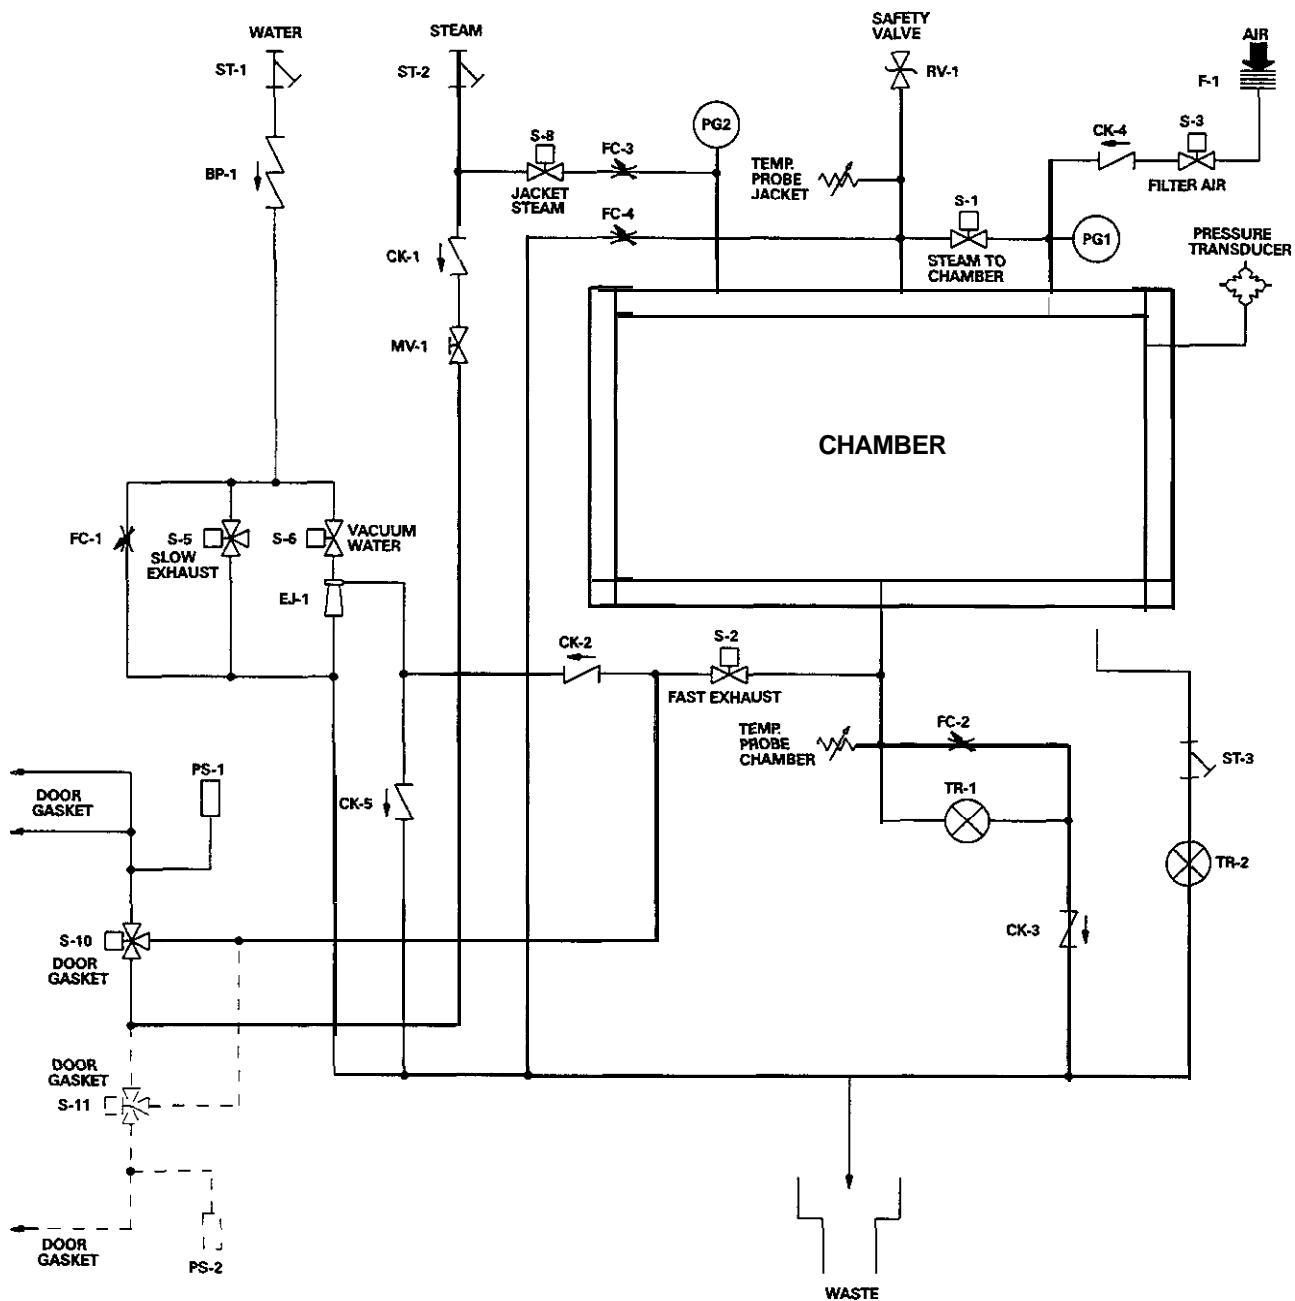 WATER
STEAM
SAFETY
VALVE
AIR
ST-1
ST-2
RV-1
F-1
PG2
S-8
FC-3
CK-4
S-3
BP-1
JACKET
STEAM
TEMP.
PROBE
JACKET
FILTER AIR
FC-4
S-1
PG1
PRESSURE
TRANSDUCER
CK-1
STEAM TO
CHAMBER
MV-1
CHAMBER
FC-1
S-5
SLOW
EXHAUST
S-6
VACUUM
WATER
EJ-1
CK-2
S-2
FAST EXHAUST
TEMP.
PROBE
CHAMBER
FC-2
ST-3
PS-1
DOOR
GASKET
CK-5
TR-1
TR-2
S-10
DOOR
GASKET
CK-3
DOOR
GASKET
S-11
DOOR
GASKET
PS-2
WASTE